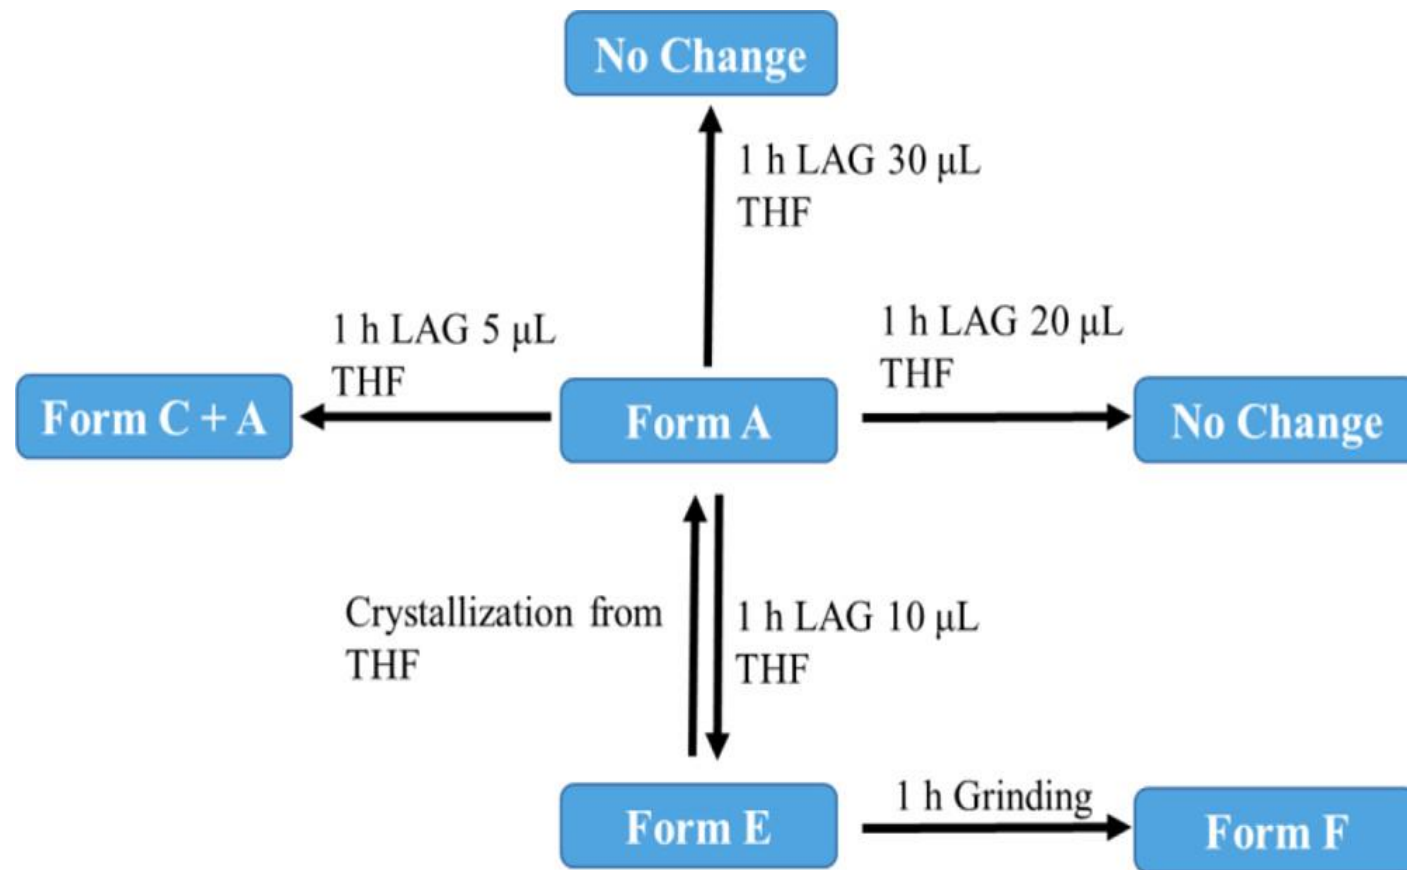 No Change
1 h LAG 30 μL
THF
1 h LAG 5 μL
THF
1 h LAG 20 μL
THF
Form C + A
Form A
No Change
Crystallization from
THF
1 h LAG 10 μL
THF
Form E
1 h Grinding
Form F